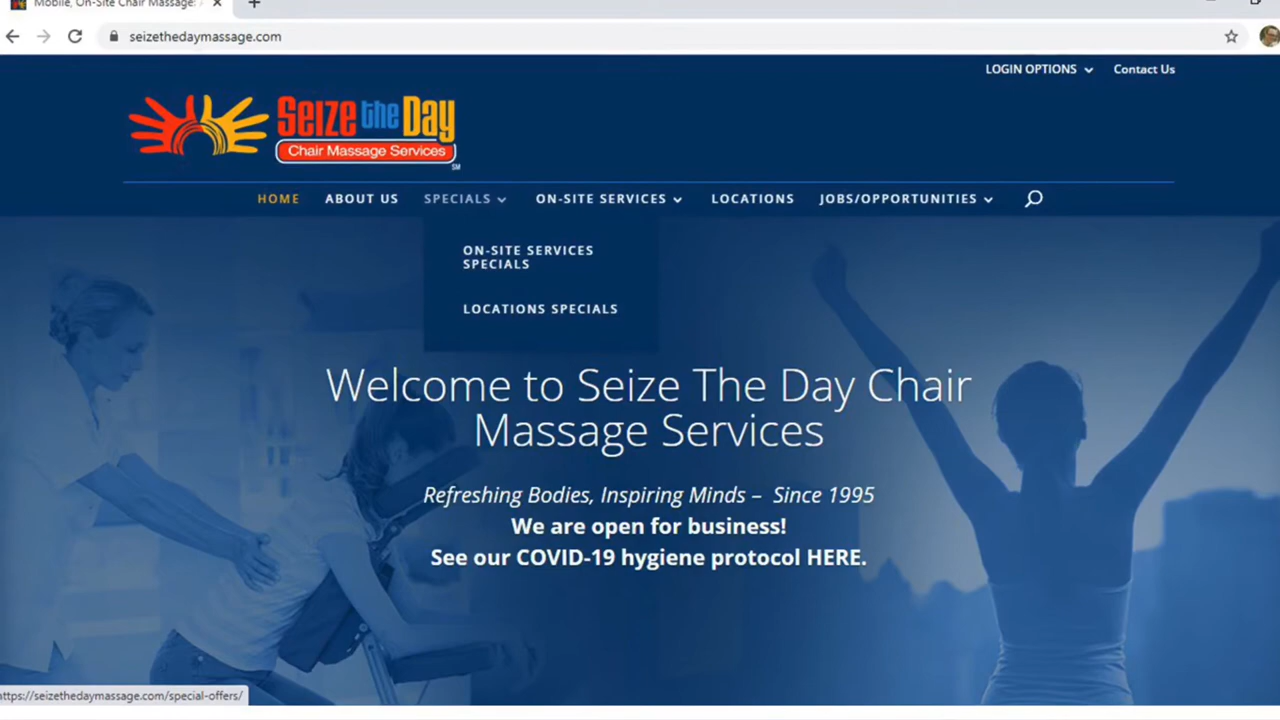 Mobile, On-Site Chair Massage:
seizethedaymassage.com
LOGIN OPTIONS
Contact Us
Seize the Day
Chair Massage Services
SM
HOME ABOUT US SPECIALS ON-SITE SERVICES LOCATIONS JOBS/OPPORTUNITIES
ON-SITE SERVICES
SPECIALS
LOCATIONS SPECIALS
Welcome to Seize The Day Chair
Massage Services
Refreshing Bodies, Inspiring Minds – Since 1995
We are open for business!
See our COVID-19 hygiene protocol HERE.
https://seizethedaymassage.com/special-offers/